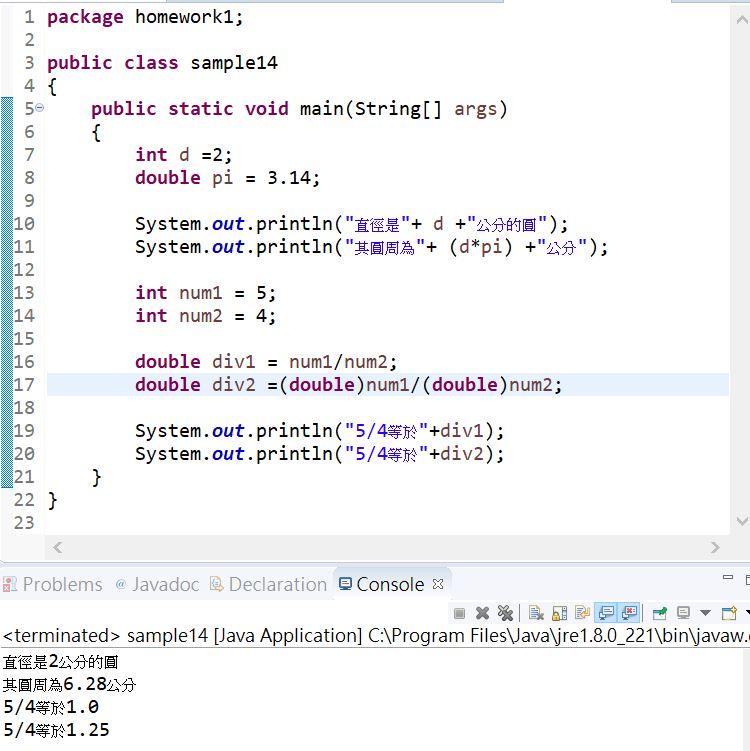 1 package homework1;
2
3 public class sample14
4 {
5 public static void main(String[] args)
6 {
7 int d =2;
8 double pi = 3.14;
9
10 System.out.println("直徑是"+ d +"公分的圓");
11 System.out.println("其圓周為"+ (d*pi) +"公分");
12
13 int num1 = 5;
14 int num2 = 4;
15
16 double div1 = num1/num2;
17 double div2 =(double)num1/(double)num2;
18
19 System.out.println("5/4等於"+div1);
20 System.out.println("5/4等於"+div2);
21 }
22 }
23
Problems @ Javadoc Declaration Console
<terminated> sample14 [Java Application] C:\Program Files\Java\jre1.8.0_221\bin\javaw.
直徑是2公分的圓
其圓周為6.28公分
5/4等於1.0
5/4等於1.25